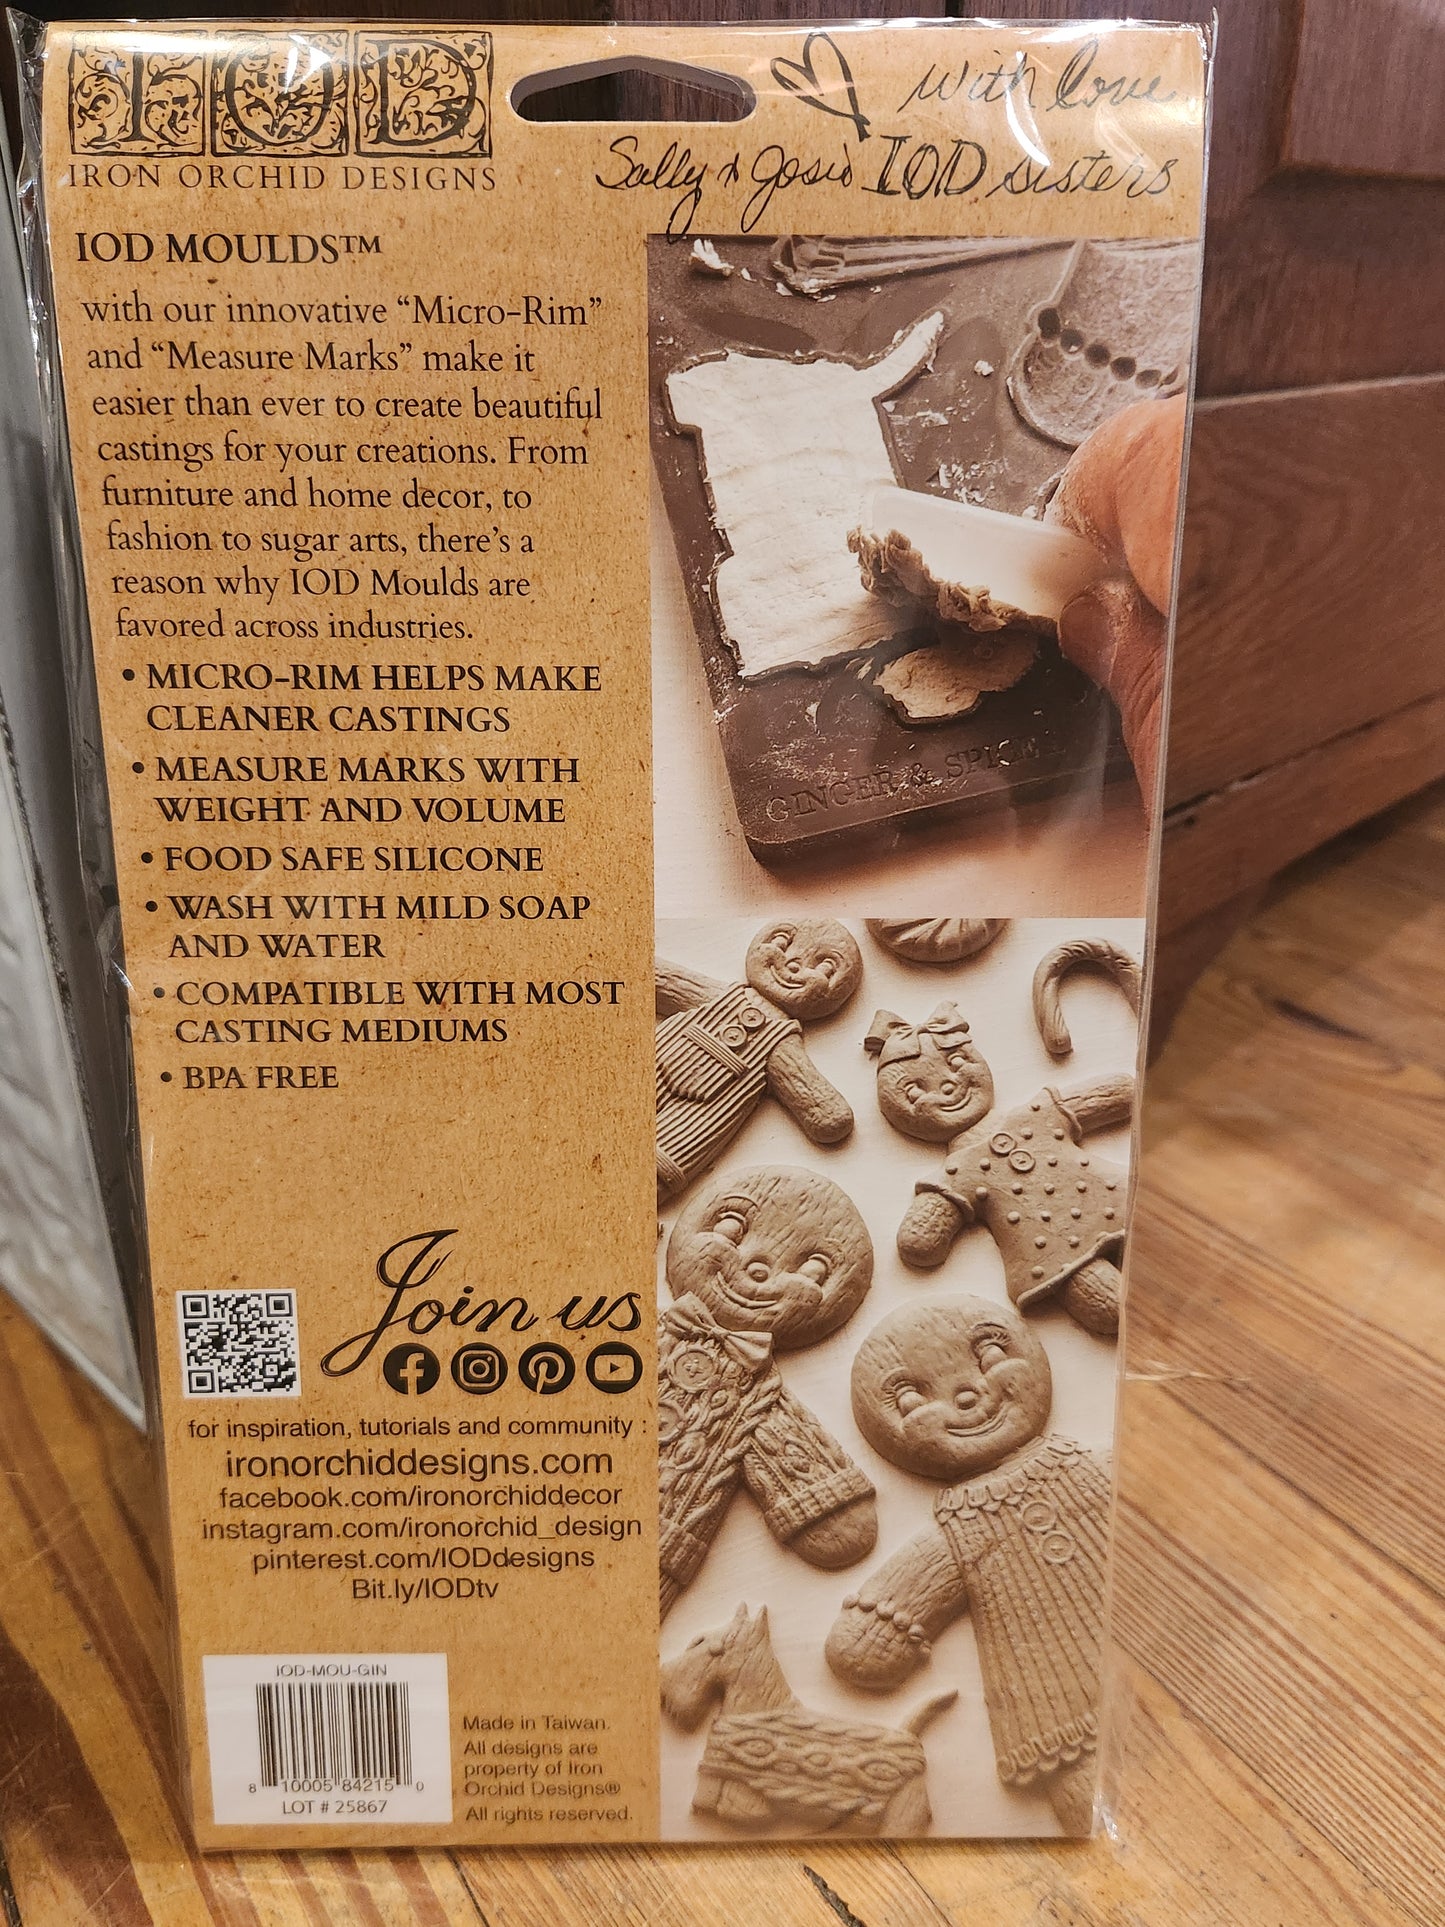 IOD
IRON ORCHID DESIGNS
with love
Sally & Josie IOD sisters
IOD MOULDS™
with our innovative “Micro-Rim”
and “Measure Marks” make it
easier than ever to create beautiful
castings for your creations. From
furniture and home decor, to
fashion to sugar arts, there’s a
reason why IOD Moulds are
favored across industries.
• MICRO-RIM HELPS MAKE
CLEANER CASTINGS
• MEASURE MARKS WITH
WEIGHT AND VOLUME
• FOOD SAFE SILICONE
• WASH WITH MILD SOAP
AND WATER
• COMPATIBLE WITH MOST
CASTING MEDIUMS
• BPA FREE
GINGER & SPICE
Join us
for inspiration, tutorials and community :
ironorchiddesigns.com
facebook.com/ironorchiddecor
instagram.com/ironorchid_design
pinterest.com/IODdesigns
Bit.ly/IODtv
IOD-MOU-GIN
8 10005 84215 0
LOT # 25867
Made in Taiwan.
All designs are
property of Iron
Orchid Designs®
All rights reserved.